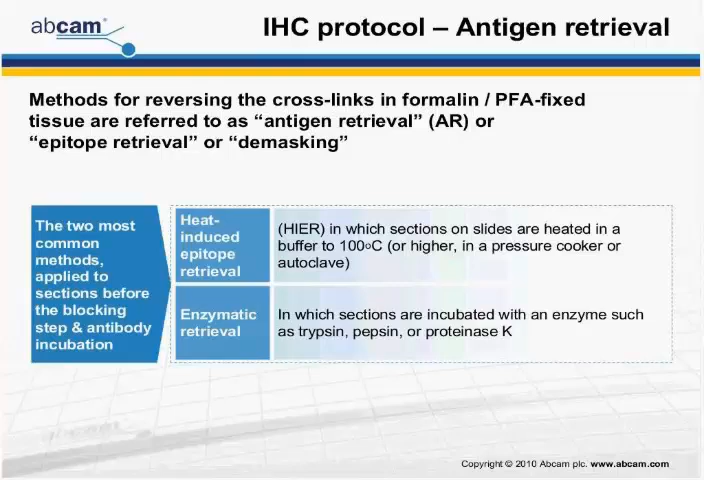 abcam®
IHC protocol – Antigen retrieval
Methods for reversing the cross-links in formalin / PFA-fixed
tissue are referred to as “antigen retrieval” (AR) or
“epitope retrieval” or “demasking”
The two most
common
methods,
applied to
sections before
the blocking
step & antibody
incubation
Heat-
induced
epitope
retrieval
(HIER) in which sections on slides are heated in a
buffer to 100ºC (or higher, in a pressure cooker or
autoclave)
Enzymatic
retrieval
In which sections are incubated with an enzyme such
as trypsin, pepsin, or proteinase K
Copyright © 2010 Abcam plc. www.abcam.com